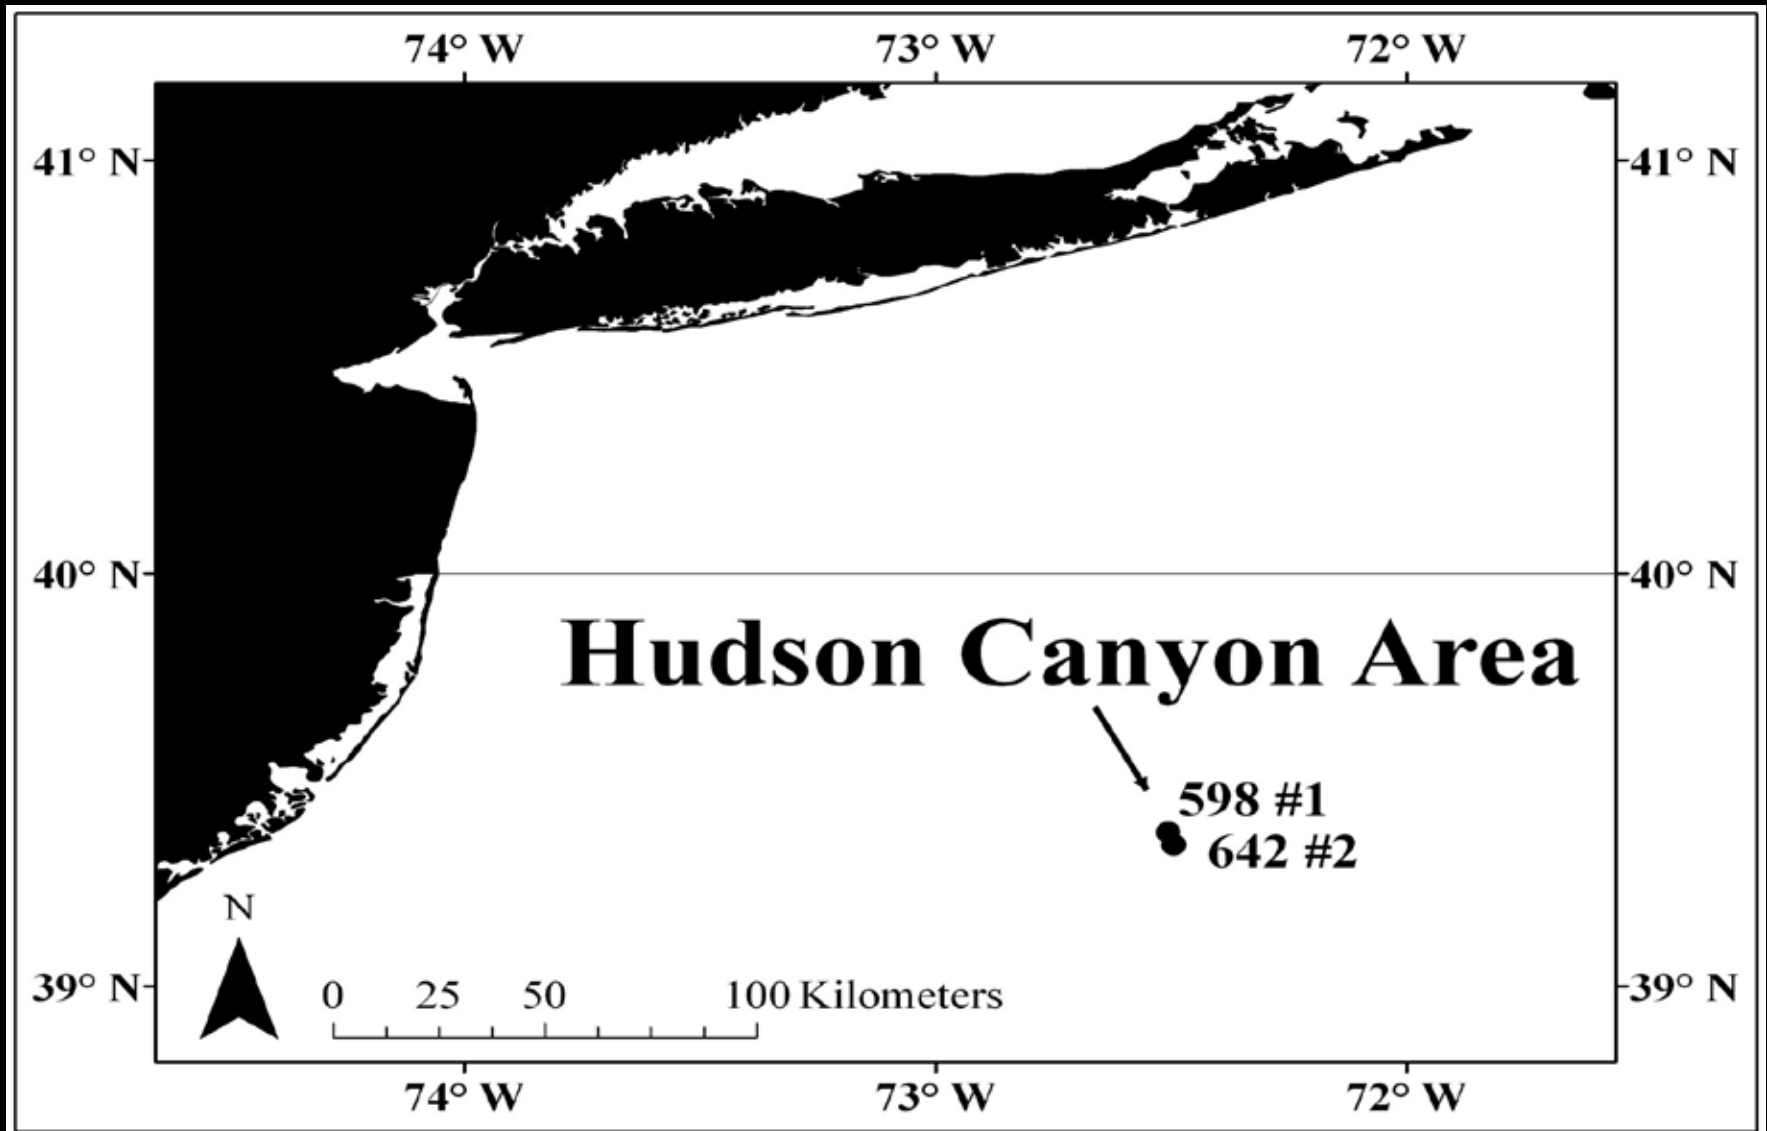 74° W 73° W 72° W
41° N 41° N
40° N 40° N
Hudson Canyon Area
598 #1
642 #2
N
39° N 39° N
0 25 50 100 Kilometers
74° W 73° W 72° W